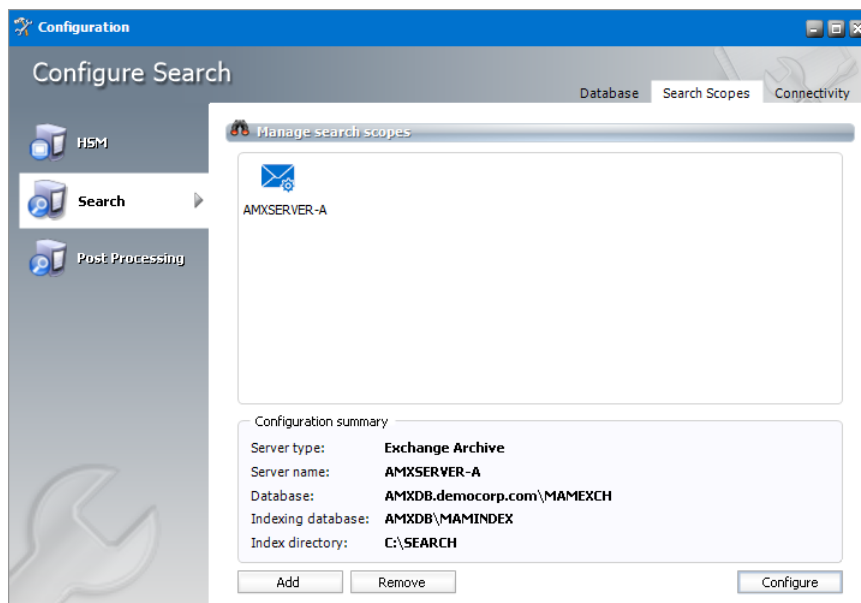 Configuration
Configure Search
Database Search Scopes Connectivity
HSM
Search
Post Processing
Manage search scopes
AMXSERVER-A
Configuration summary
Server type: Exchange Archive
Server name: AMXSERVER-A
Database: AMXDB.democorp.com\MAMEXCH
Indexing database: AMXDB\MAMINDEX
Index directory: C:\SEARCH
Add Remove Configure